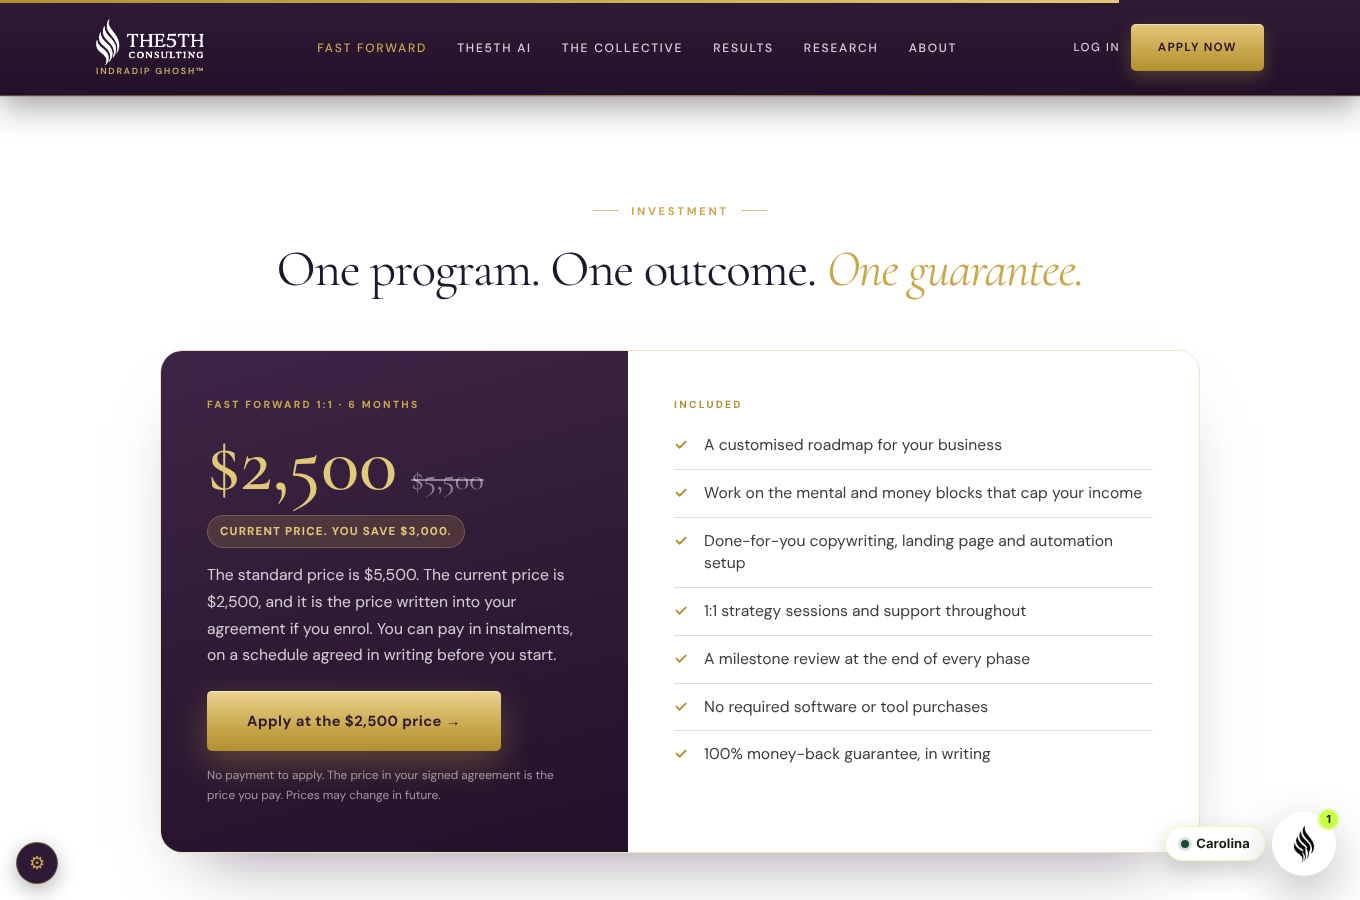 THE5TH
CONSULTING
INDRADIP GHOSH™
FAST FORWARD
THE5TH AI
THE COLLECTIVE
RESULTS
RESEARCH
ABOUT
LOG IN
APPLY NOW
INVESTMENT
One program. One outcome. One guarantee.
FAST FORWARD 1:1 · 6 MONTHS
$2,500 $5,500
CURRENT PRICE. YOU SAVE $3,000.
The standard price is $5,500. The current price is
$2,500, and it is the price written into your
agreement if you enrol. You can pay in instalments,
on a schedule agreed in writing before you start.
Apply at the $2,500 price →
No payment to apply. The price in your signed agreement is the
price you pay. Prices may change in future.
INCLUDED
A customised roadmap for your business
Work on the mental and money blocks that cap your income
Done-for-you copywriting, landing page and automation
setup
1:1 strategy sessions and support throughout
A milestone review at the end of every phase
No required software or tool purchases
100% money-back guarantee, in writing
Carolina
1